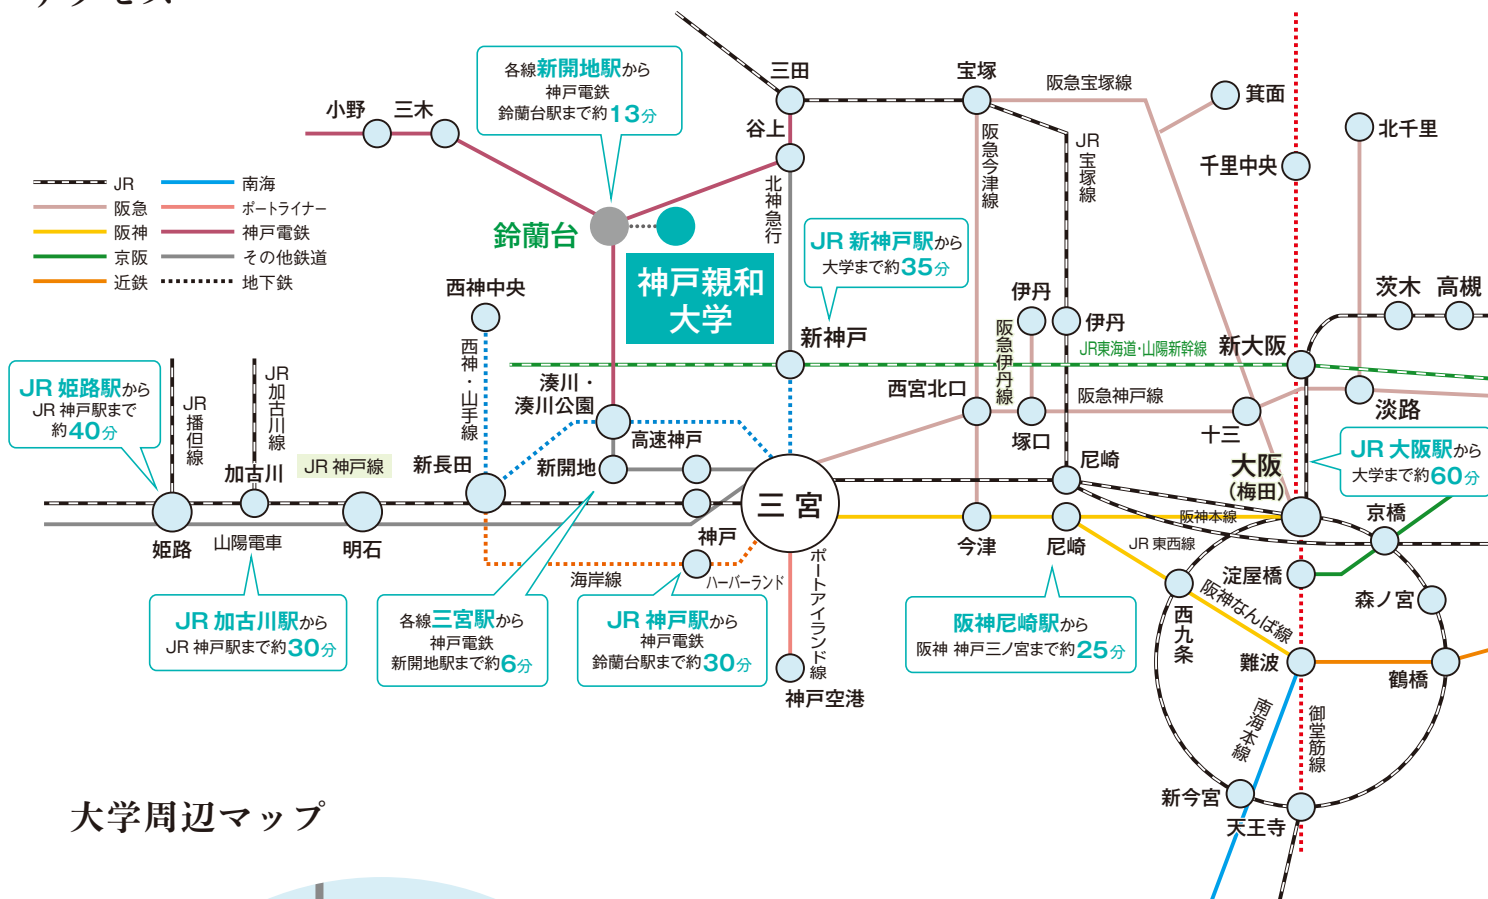 アクセス
各線新開地駅から
神戸電鉄
鈴蘭台駅まで約13分
三田
宝塚
阪急宝塚線
箕面
小野
三木
谷上
北千里
千里中央
阪急今津線
JR宝塚線
JR
阪急
阪神
京阪
近鉄
南海
ポートライナー
神戸電鉄
その他鉄道
地下鉄
北神急行
鈴蘭台
神戸親和
大学
JR 新神戸駅から
大学まで約35分
西神中央
伊丹
伊丹
茨木
高槻
新神戸
阪急伊丹線
JR東海道・山陽新幹線
新大阪
西神・山手線
JR 姫路駅から
JR 神戸駅まで
約40分
JR播但線
JR加古川線
湊川・
湊川公園
西宮北口
阪急神戸線
塚口
十三
淡路
高速神戸
JR 神戸線
加古川
新長田
新開地
尼崎
大阪
(梅田)
JR 大阪駅から
大学まで約60分
三宮
京橋
姫路
山陽電車
明石
神戸
今津
尼崎
阪神本線
JR 東西線
海岸線
ハーバーランド
ポートアイランド線
淀屋橋
森ノ宮
阪神なんば線
西九条
JR 加古川駅から
JR 神戸駅まで約30分
各線三宮駅から
神戸電鉄
新開地駅まで約6分
JR 神戸駅から
神戸電鉄
鈴蘭台駅まで約30分
阪神尼崎駅から
阪神 神戸三ノ宮まで約25分
神戸空港
難波
鶴橋
南海本線
御堂筋線
新今宮
天王寺
大学周辺マップ